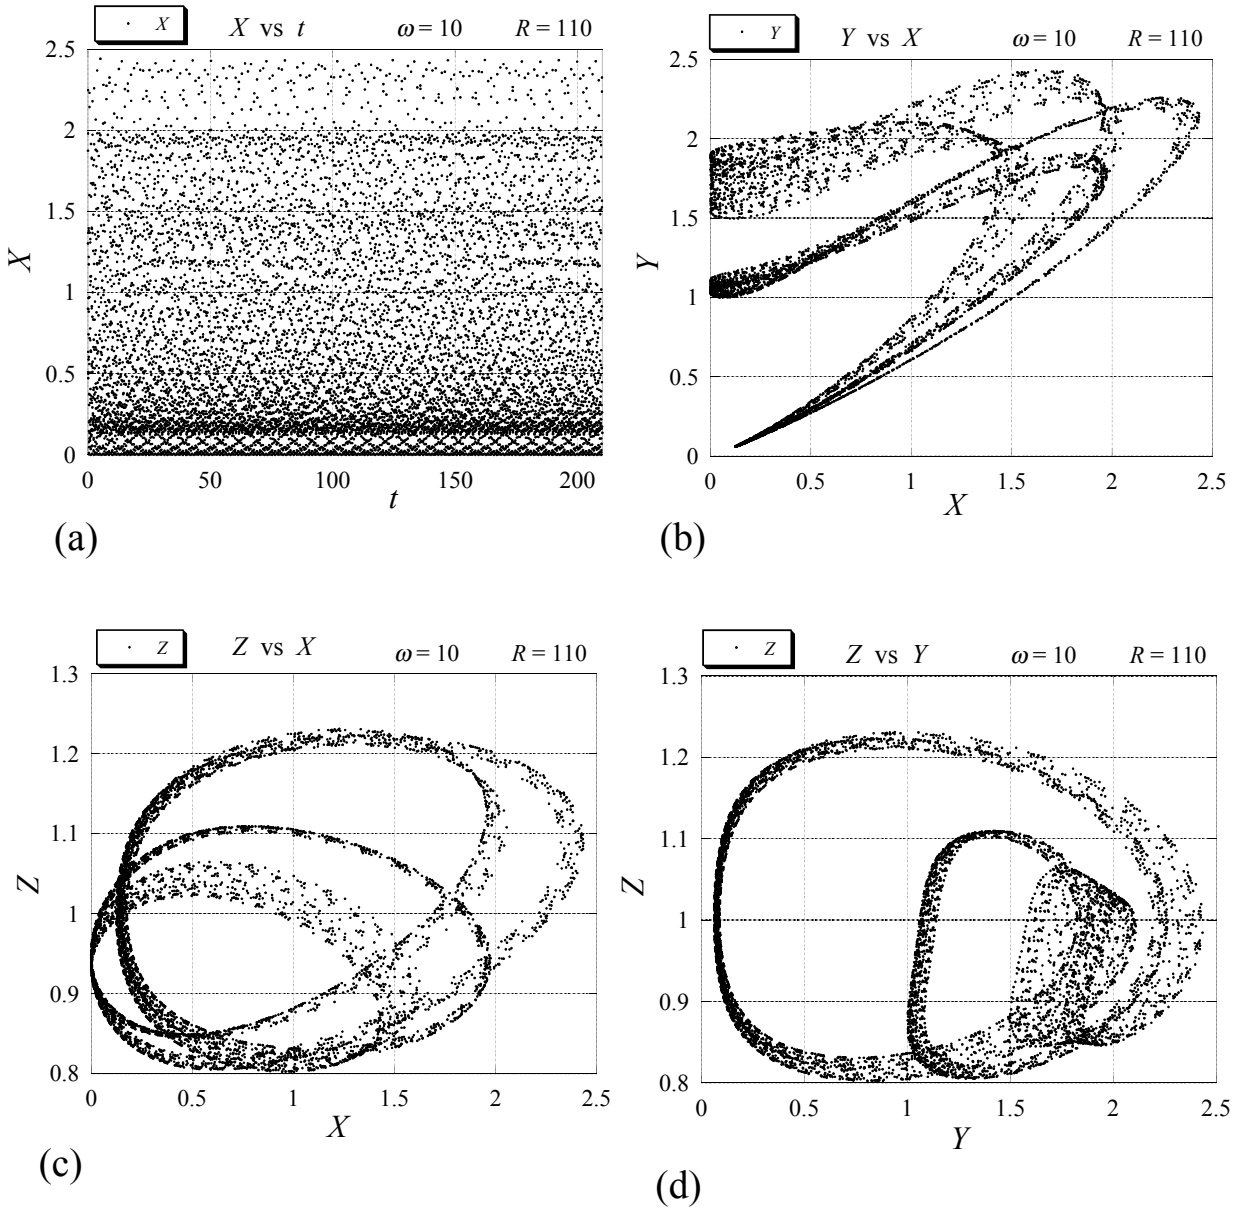 X X vs t ω = 10 R = 110
2.5
2
1.5
1
0.5
0
X
0 50 100 150 200
t
(a)
Y Y vs X ω = 10 R = 110
2.5
2
1.5
1
0.5
0
Y
0 0.5 1 1.5 2 2.5
X
(b)
Z Z vs X ω = 10 R = 110
1.3
1.2
1.1
1
0.9
0.8
Z
0 0.5 1 1.5 2 2.5
X
(c)
Z Z vs Y ω = 10 R = 110
1.3
1.2
1.1
1
0.9
0.8
Z
0 0.5 1 1.5 2 2.5
Y
(d)